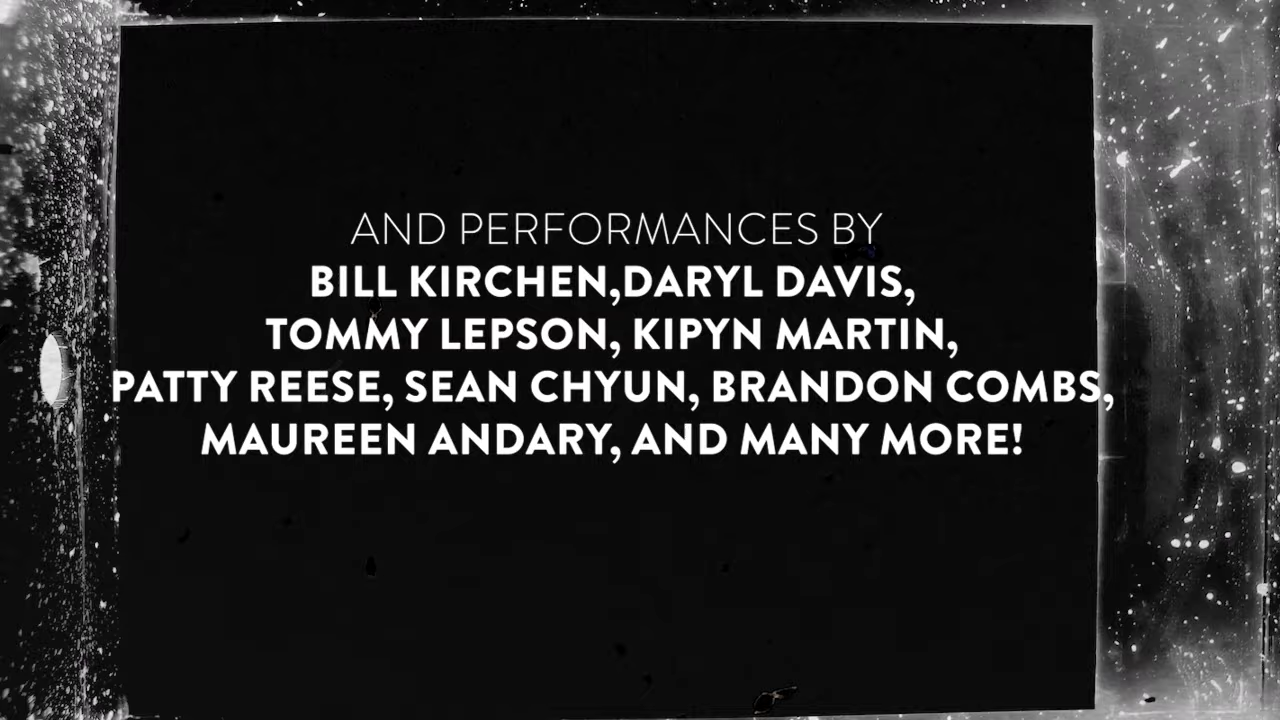 AND PERFORMANCES BY
BILL KIRCHEN,DARYL DAVIS,
TOMMY LEPSON, KIPYN MARTIN,
PATTY REESE, SEAN CHYUN, BRANDON COMBS,
MAUREEN ANDARY, AND MANY MORE!